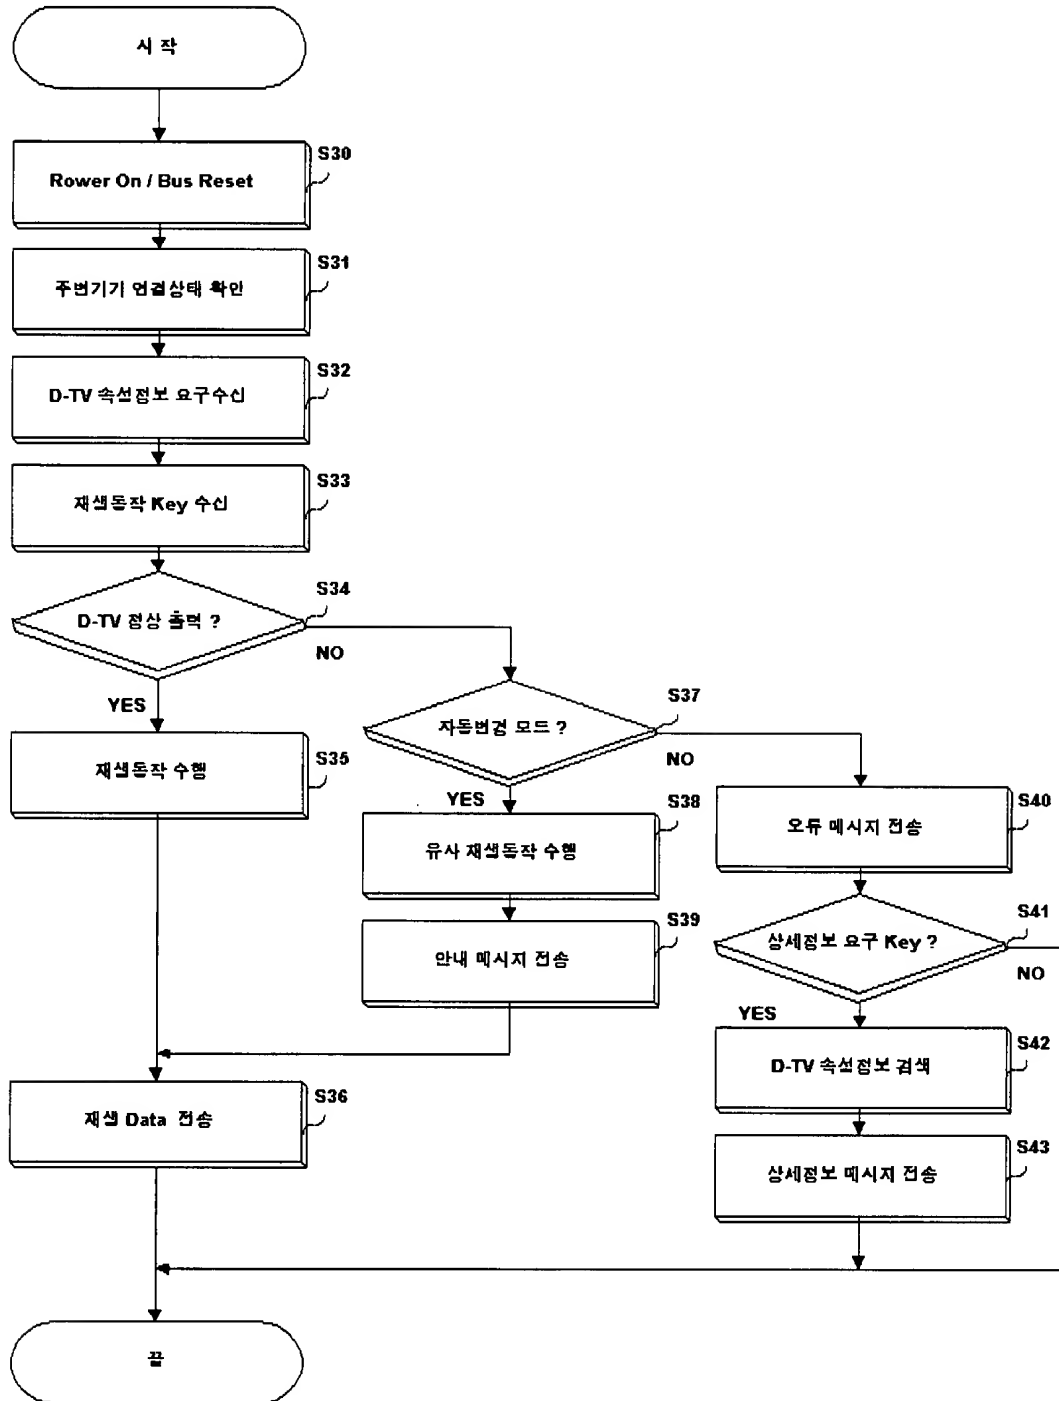 시 작
S30
Rower On / Bus Reset
S31
주변기기 연결상태 확인
S32
D-TV 속성정보 요구수신
S33
재생동작 Key 수신
S34
D-TV 정상 출력 ?
NO
YES
S37
자동변경 모드 ?
NO
YES
S35
재생동작 수행
S38
유사 재생동작 수행
S40
오류 메시지 전송
S39
안내 메시지 전송
S41
상세정보 요구 Key ?
NO
YES
S42
D-TV 속성정보 검색
S36
재생 Data 전송
S43
상세정보 메시지 전송
끝